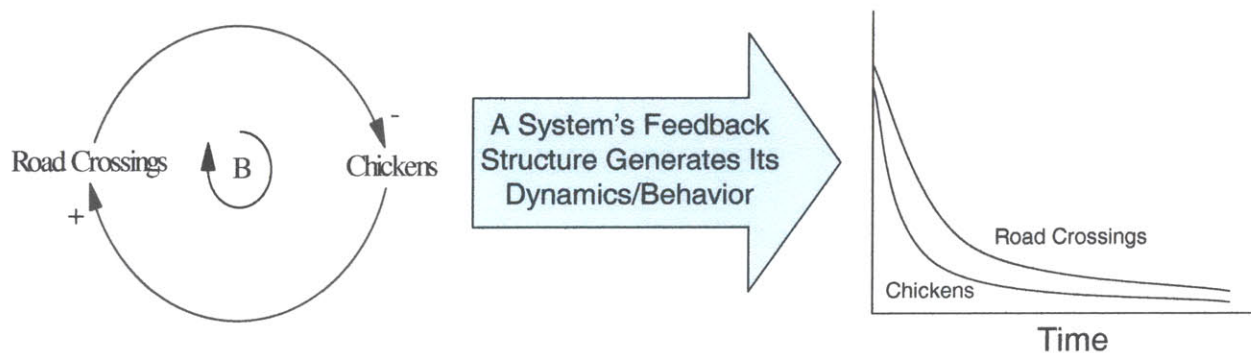 Road Crossings
+
B
-
Chickens
A System's Feedback
Structure Generates Its
Dynamics/Behavior
Road Crossings
Chickens
Time